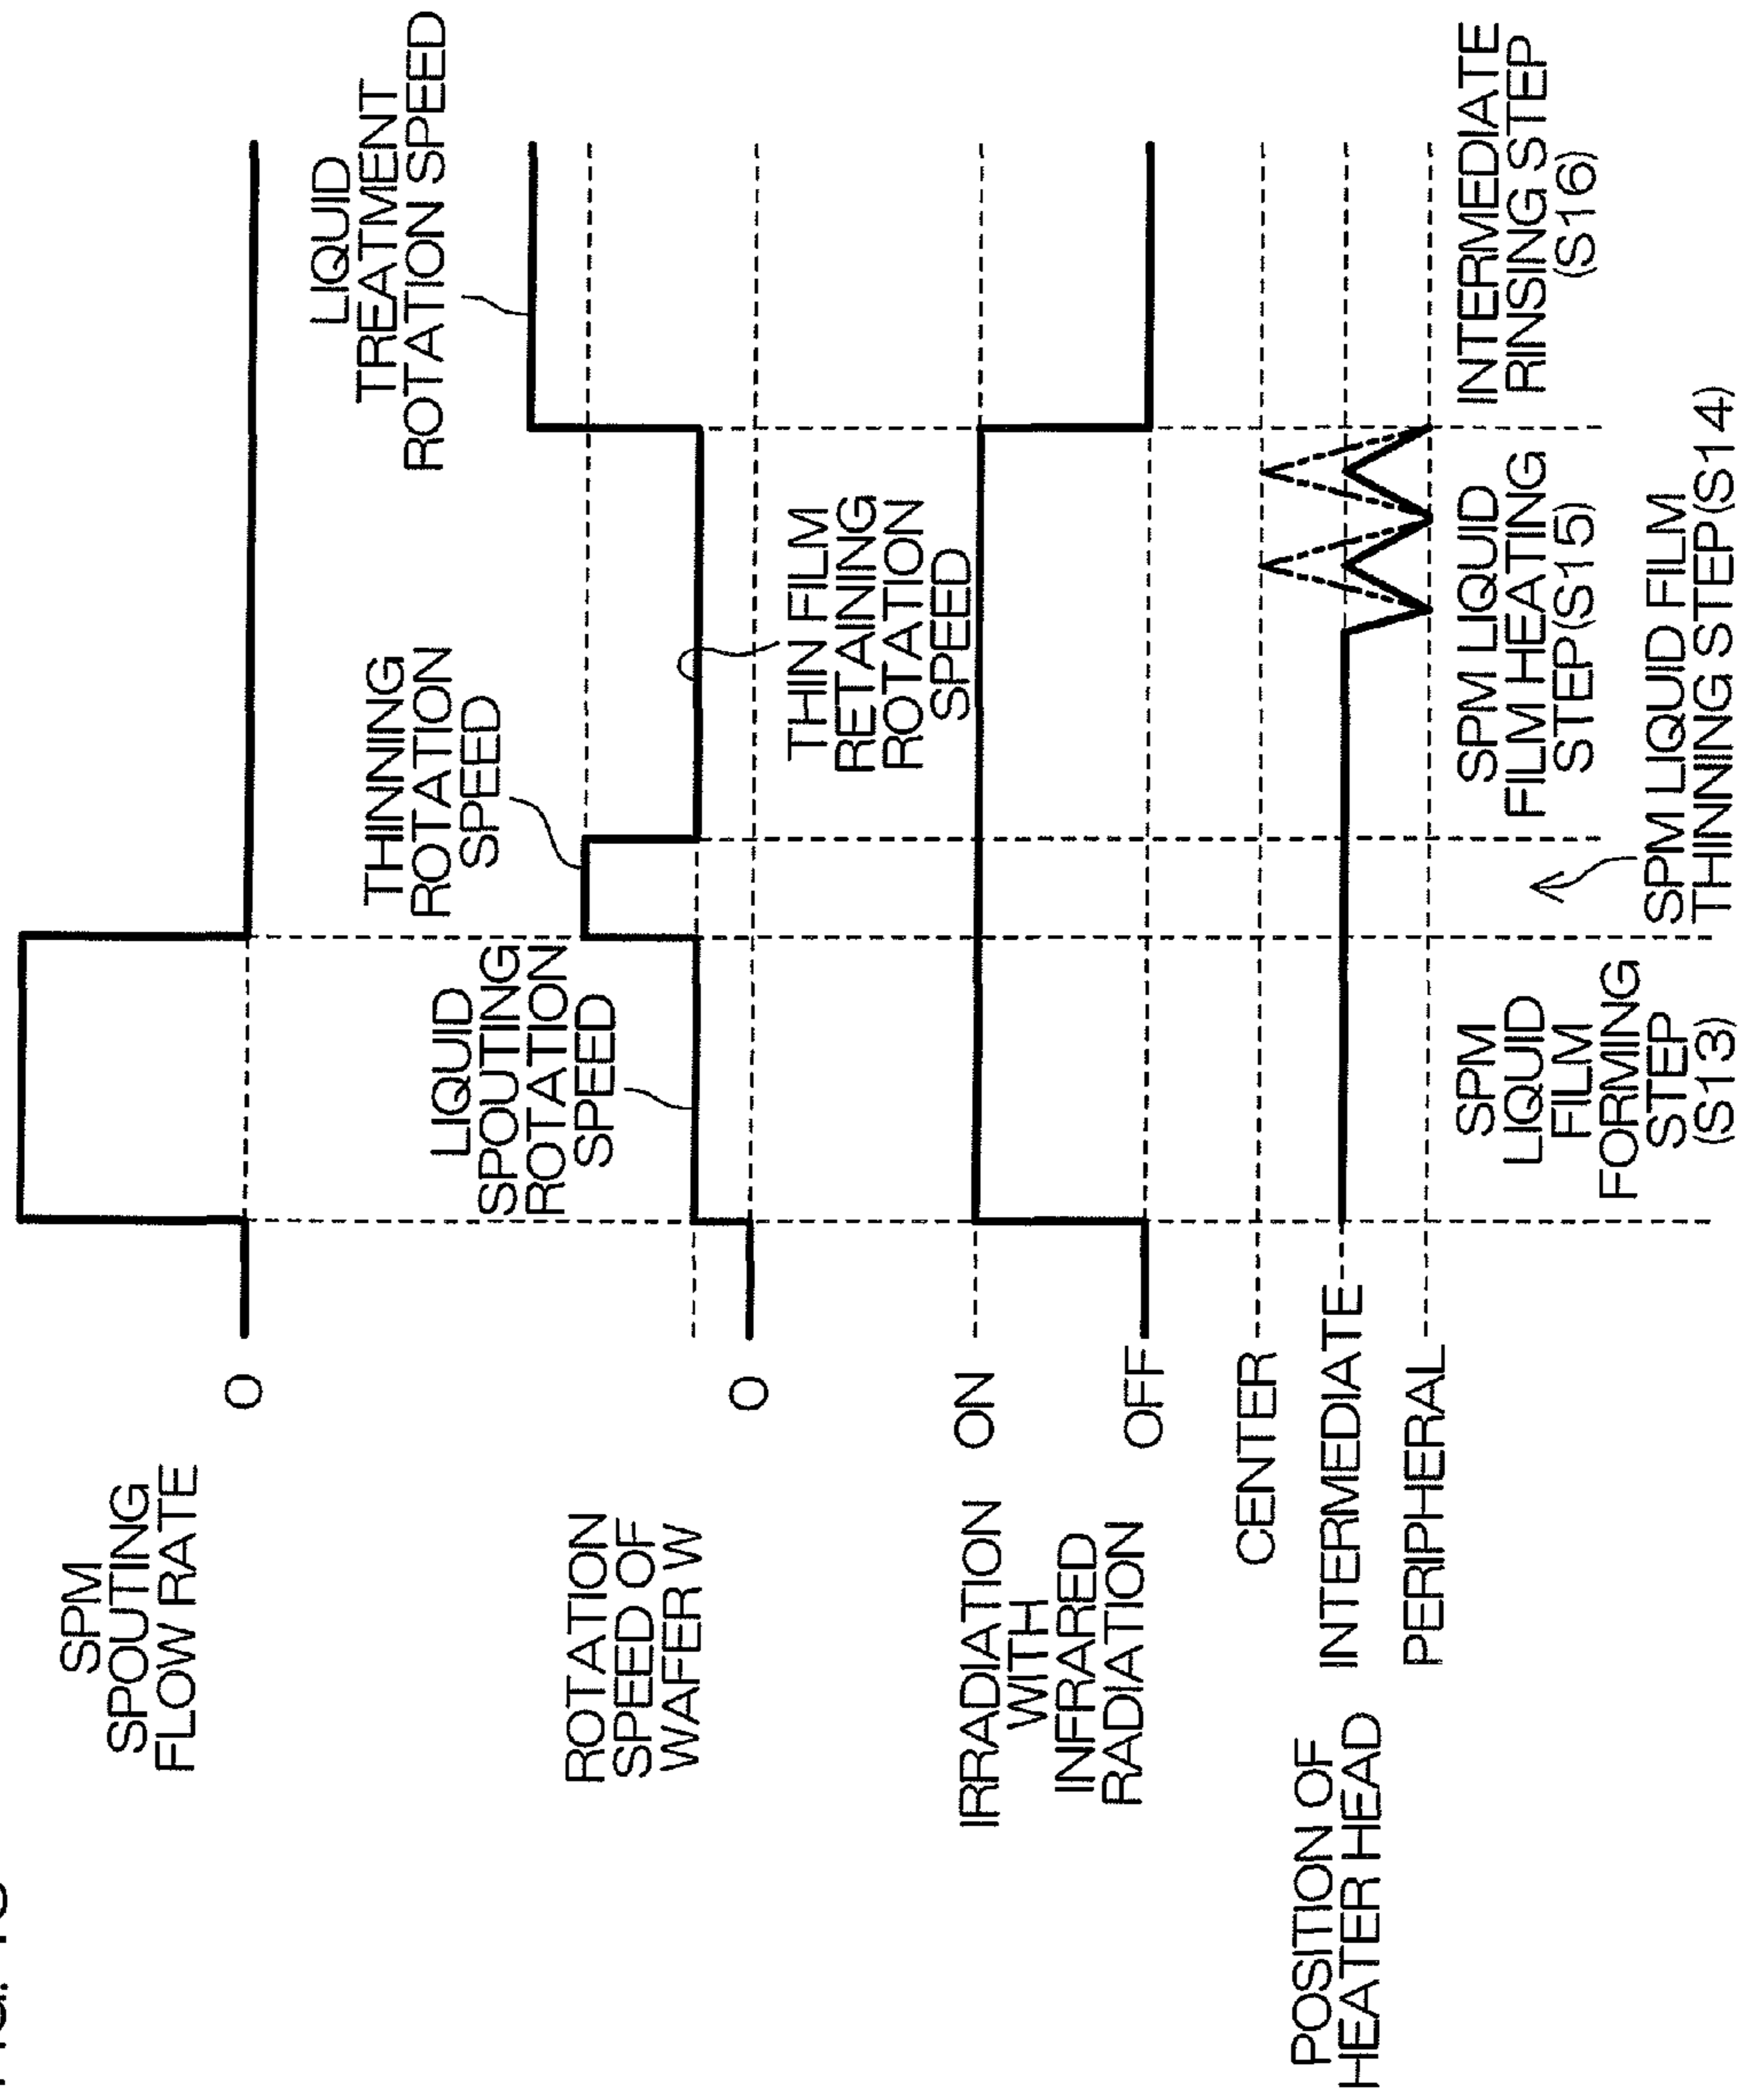 SPM
SPOUTING
FLOW RATE
0
ROTATION
SPEED OF
WAFER W
0
LIQUID
SPOUTING
ROTATION
SPEED
THINNING
ROTATION
SPEED
THIN FILM
RETAINING
ROTATION
SPEED
LIQUID
TREATMENT
ROTATION SPEED
IRRADIATION
WITH
INFRARED
RADIATION
ON
OFF
POSITION OF
HEATER HEAD
CENTER
INTERMEDIATE
PERIPHERAL
SPM
LIQUID
FILM
FORMING
STEP
(S13)
SPM LIQUID FILM
THINNING STEP(S14)
SPM LIQUID
FILM HEATING
STEP(S15)
INTERMEDIATE
RINSING STEP
(S16)